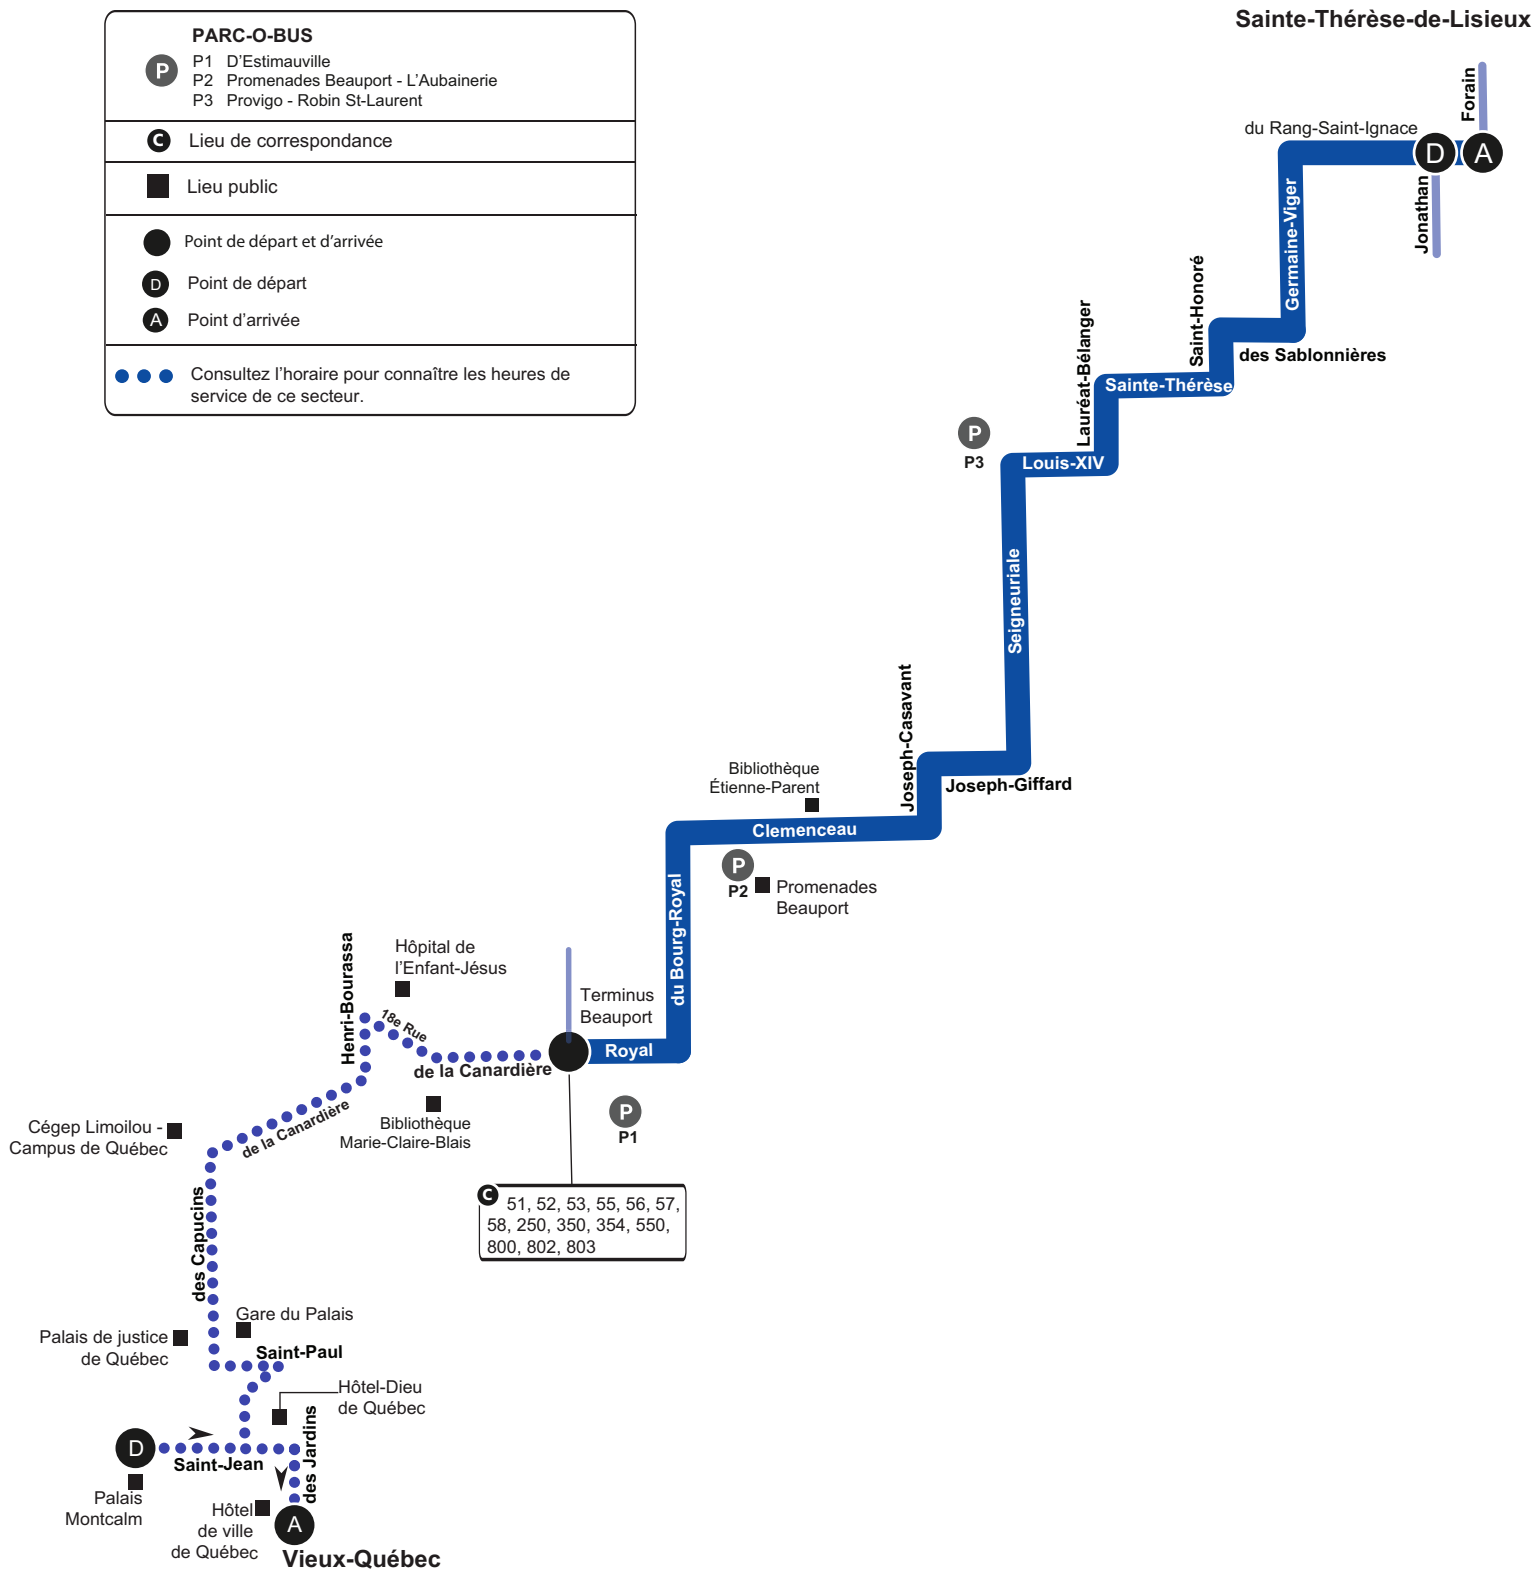 PARC-O-BUS
P
P1 D'Estimauville
P2 Promenades Beauport - L'Aubainerie
P3 Provigo - Robin St-Laurent
C Lieu de correspondance
Lieu public
Point de départ et d'arrivée
D Point de départ
A Point d'arrivée
Consultez l'horaire pour connaître les heures de
service de ce secteur.
Sainte-Thérèse-de-Lisieux
Forain
du Rang-Saint-Ignace
D
A
Jonathan
Germaine-Viger
Saint-Honoré
des Sablonnières
Lauréat-Bélanger
Sainte-Thérèse
P
P3
Louis-XIV
Seigneuriale
Joseph-Casavant
Joseph-Giffard
Bibliothèque
Étienne-Parent
Clemenceau
P
P2
Promenades
Beauport
du Bourg-Royal
Henri-Bourassa
Hôpital de
l'Enfant-Jésus
18e Rue
Terminus
Beauport
Royal
de la Canardière
P
P1
Bibliothèque
Marie-Claire-Blais
de la Canardière
Cégep Limoilou -
Campus de Québec
C 51, 52, 53, 55, 56, 57,
58, 250, 350, 354, 550,
800, 802, 803
des Capucins
Gare du Palais
Palais de justice
de Québec
Saint-Paul
Hôtel-Dieu
de Québec
des Jardins
D
Saint-Jean
Palais
Montcalm
Hôtel
de ville
de Québec
A
Vieux-Québec